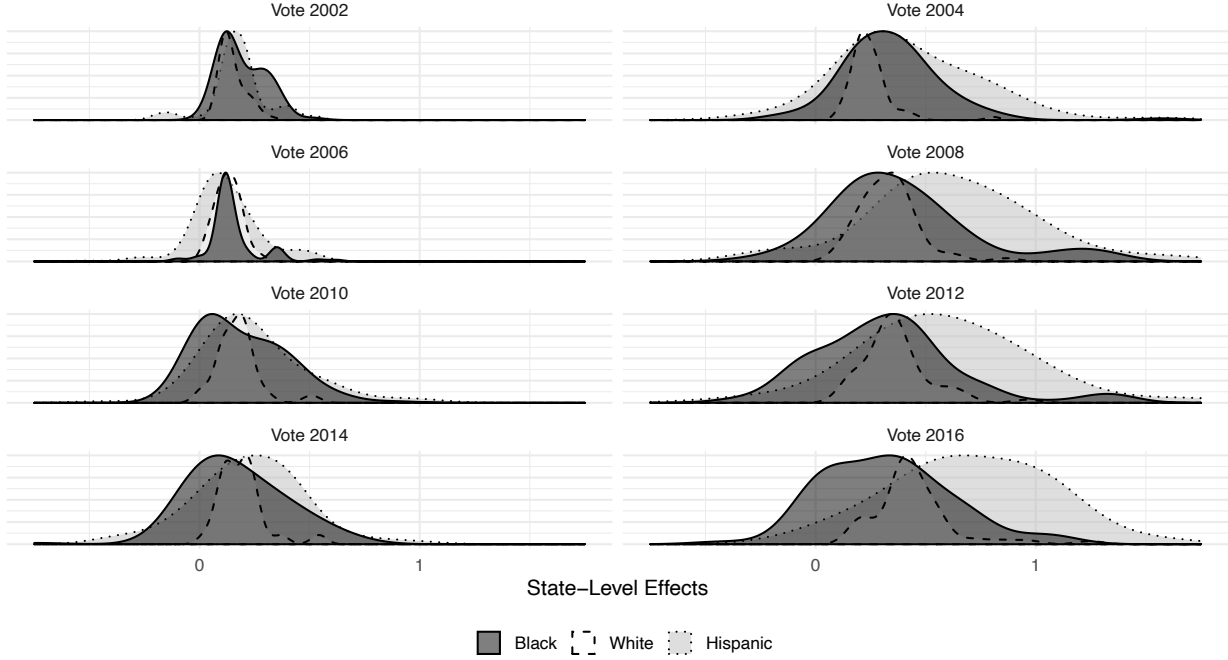 Vote 2002
Vote 2004
Vote 2006
Vote 2008
Vote 2010
Vote 2012
Vote 2014
Vote 2016
0 1 0 1
State−Level Effects
Black White Hispanic